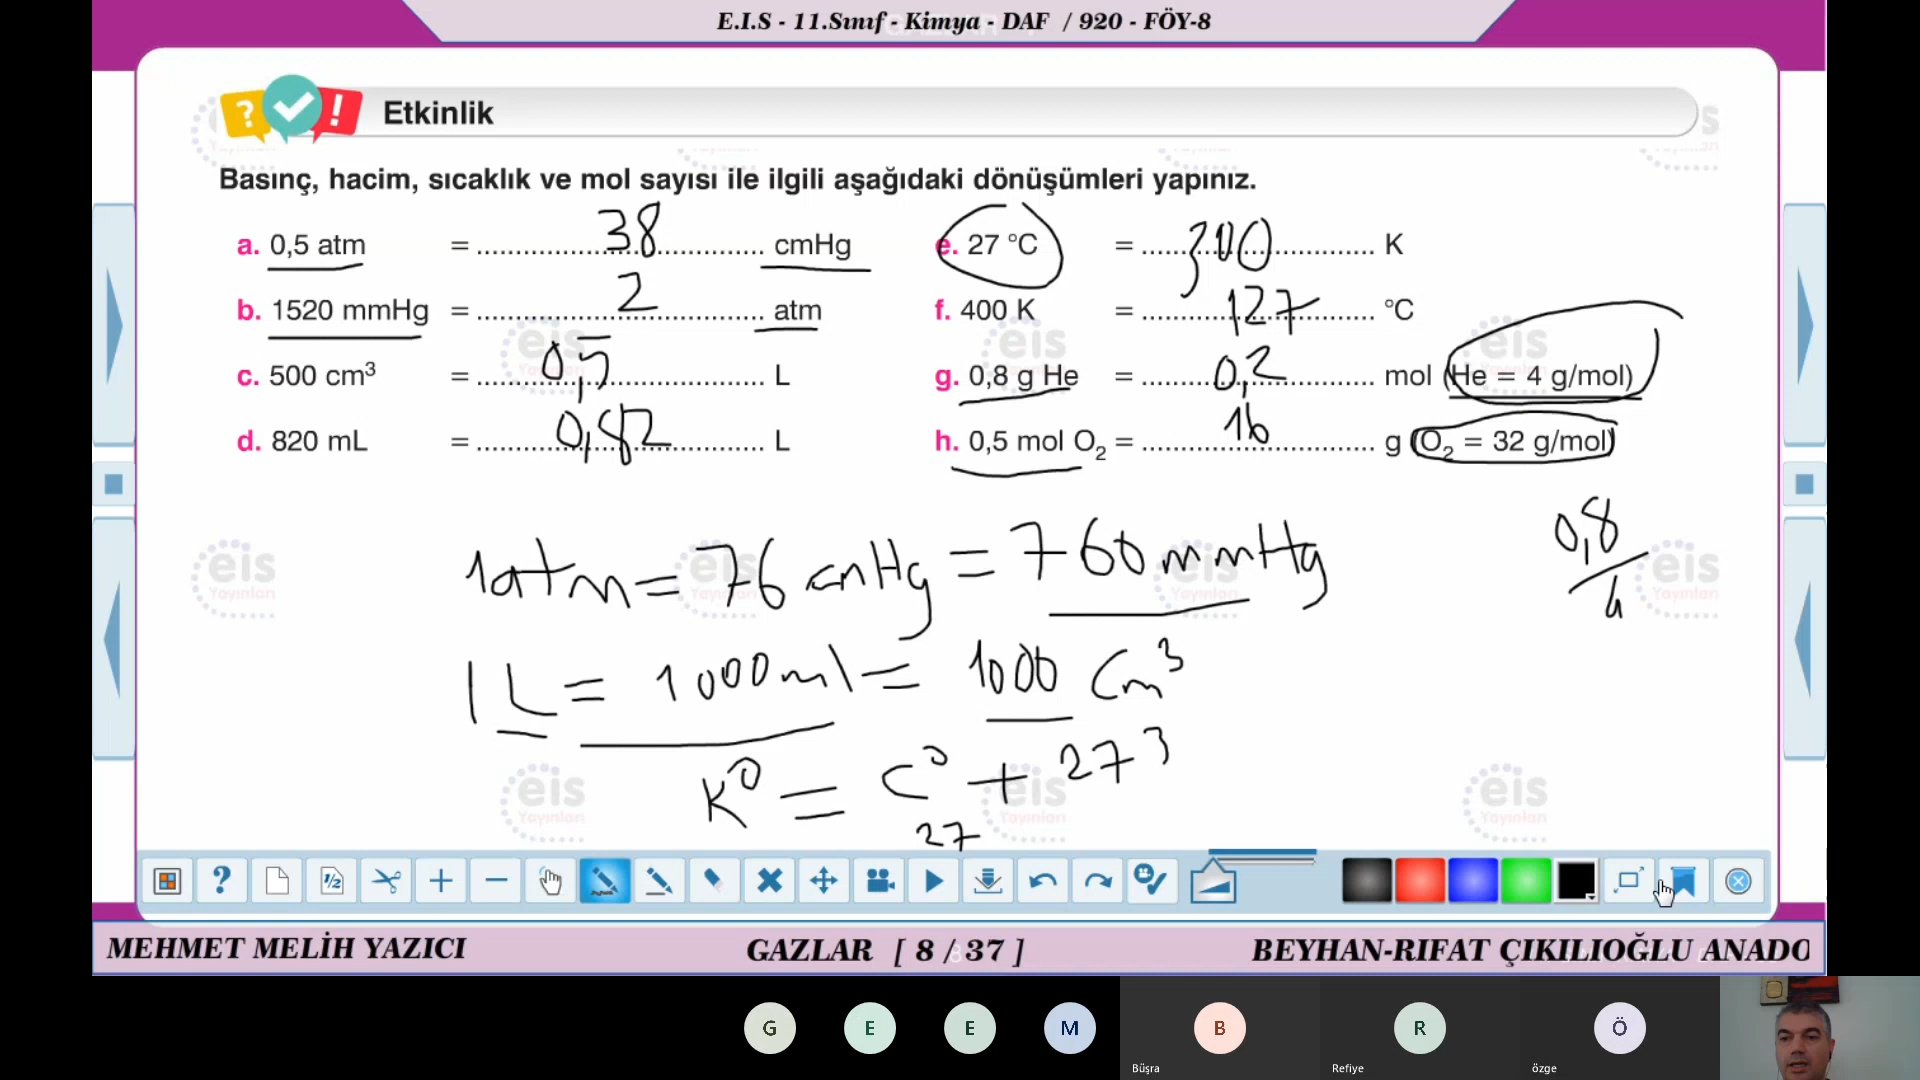 E.I.S - 11.Sınıf - Kimya - DAF / 920 - FÖY-8
Etkinlik
Basınç, hacim, sıcaklık ve mol sayısı ile ilgili aşağıdaki dönüşümleri yapınız.
a. 0,5 atm = ........ 38 ........ cmHg
b. 1520 mmHg = ........ 2 ........ atm
c. 500 cm³ = ........ 0,5 ........ L
d. 820 mL = ........ 0,82 ........ L
e. 27 °C = ........ 300 ........ K
f. 400 K = ........ 127 ........ °C
g. 0,8 g He = ........ 0,2 ........ mol (He = 4 g/mol)
h. 0,5 mol O₂ = ........ 16 ........ g (O₂ = 32 g/mol)
1atm = 76 cmHg = 760 mmHg
0,8/4
1L = 1000ml = 1000 cm³
K⁰ = C⁰ + 273
27
eis Yayınları
MEHMET MELİH YAZICI
GAZLAR [ 8 / 37 ]
BEYHAN-RIFAT ÇIKILIOĞLU ANADO
G
E
E
M
B
R
Ö
Büşra
Refiye
özge